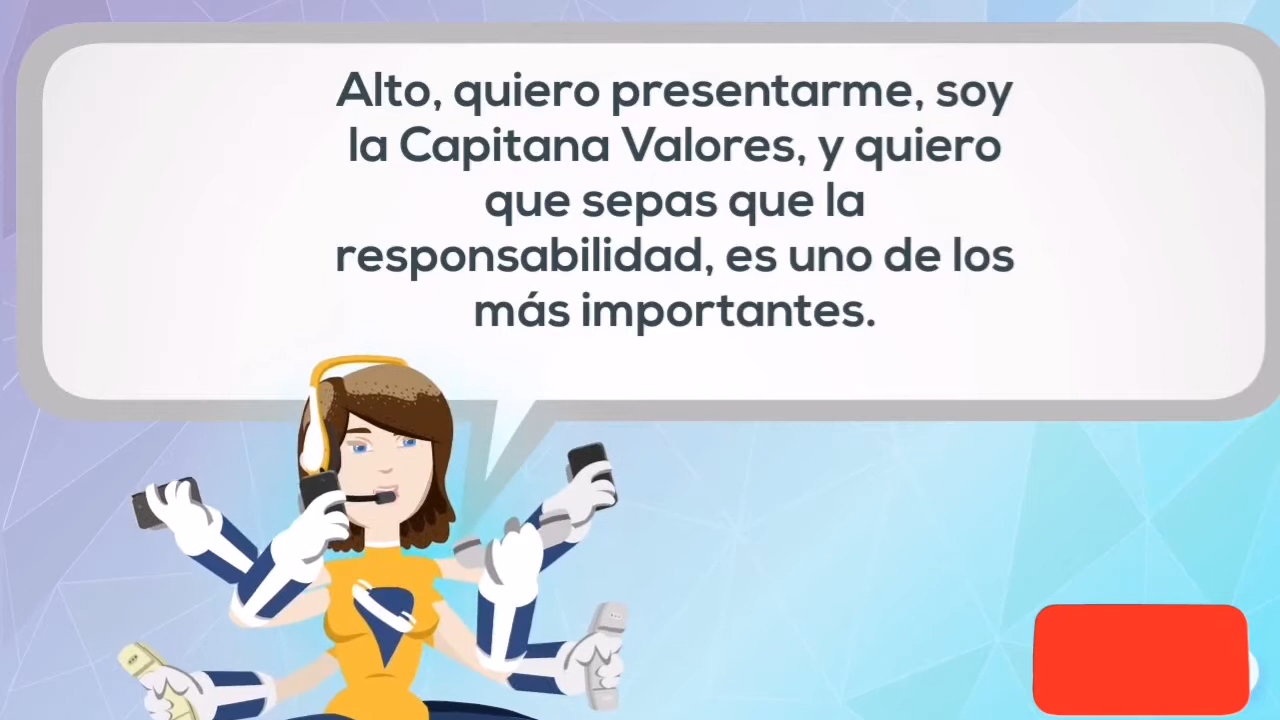 Alto, quiero presentarme, soy
la Capitana Valores, y quiero
que sepas que la
responsabilidad, es uno de los
más importantes.